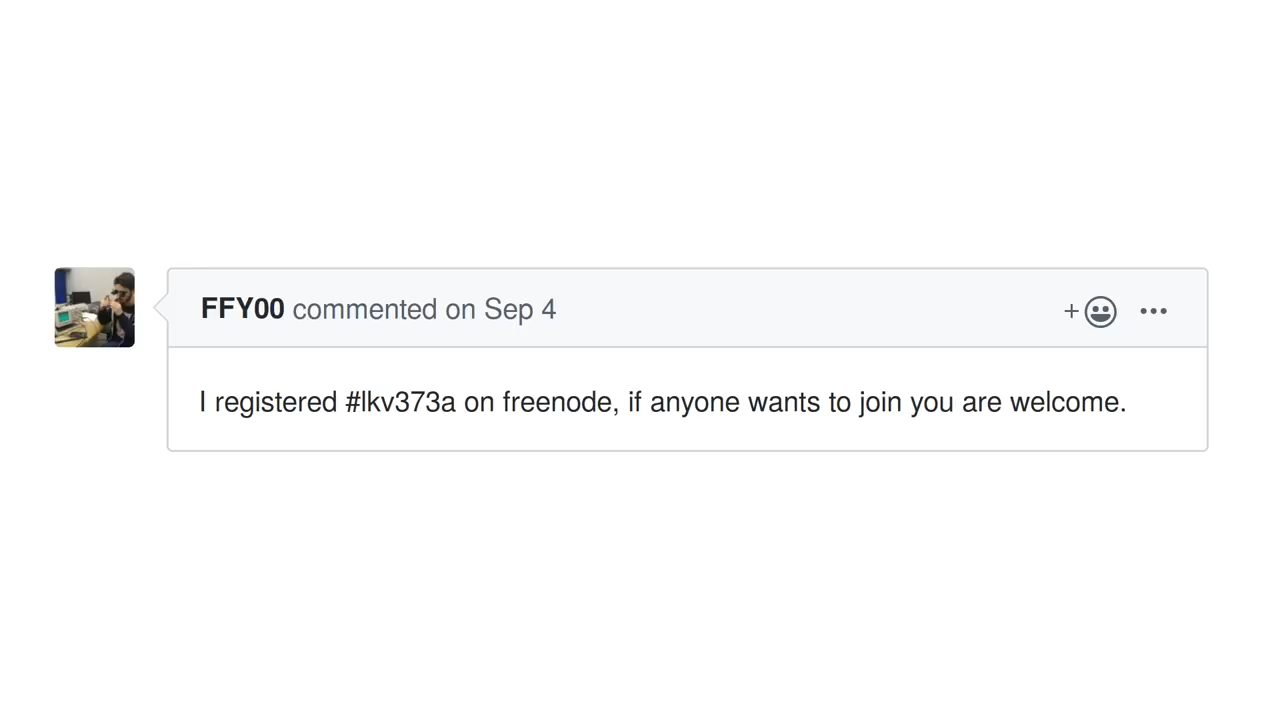 FFY00 commented on Sep 4
I registered #lkv373a on freenode, if anyone wants to join you are welcome.